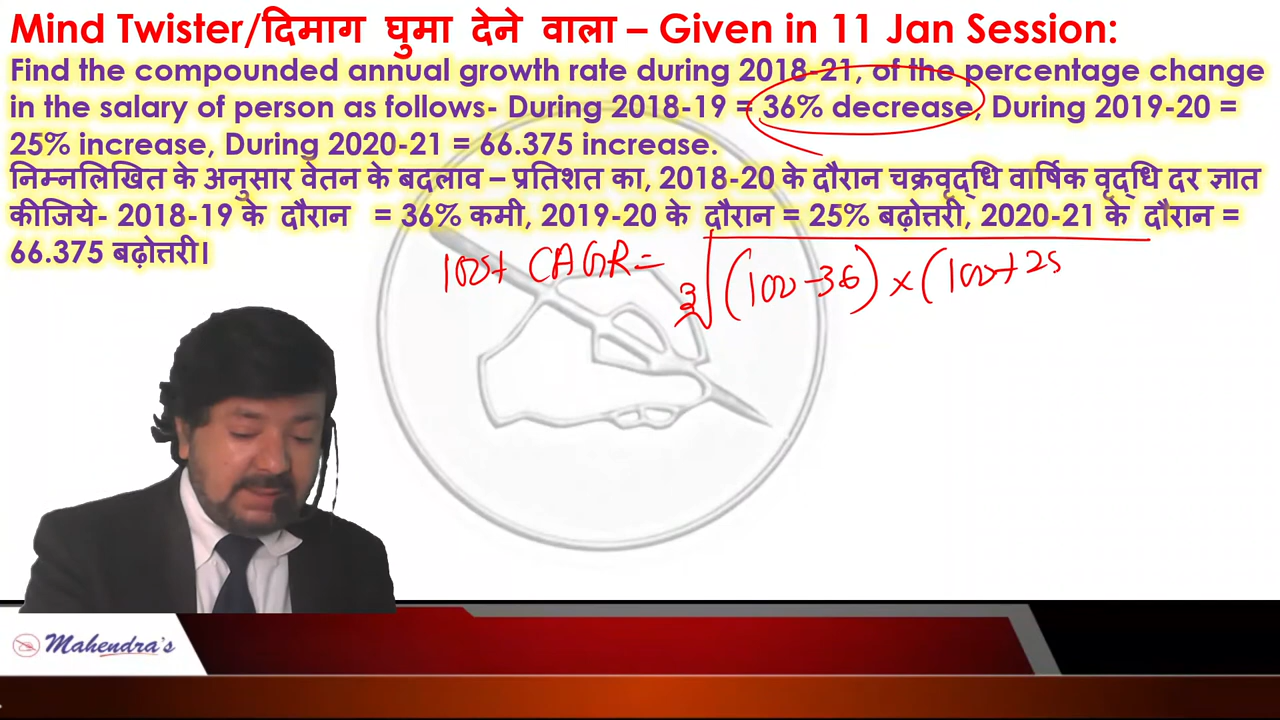 Mind Twister/दिमाग घुमा देने वाला – Given in 11 Jan Session:
Find the compounded annual growth rate during 2018-21, of the percentage change
in the salary of person as follows- During 2018-19 = 36% decrease, During 2019-20 =
25% increase, During 2020-21 = 66.375 increase.
निम्नलिखित के अनुसार वेतन के बदलाव – प्रतिशत का, 2018-20 के दौरान चक्रवृद्धि वार्षिक वृद्धि दर ज्ञात
कीजिये- 2018-19 के दौरान = 36% कमी, 2019-20 के दौरान = 25% बढ़ोत्तरी, 2020-21 के दौरान =
66.375 बढ़ोत्तरी।
100+ CAGR = 3√(100-36) × (100+25
Mahendra's